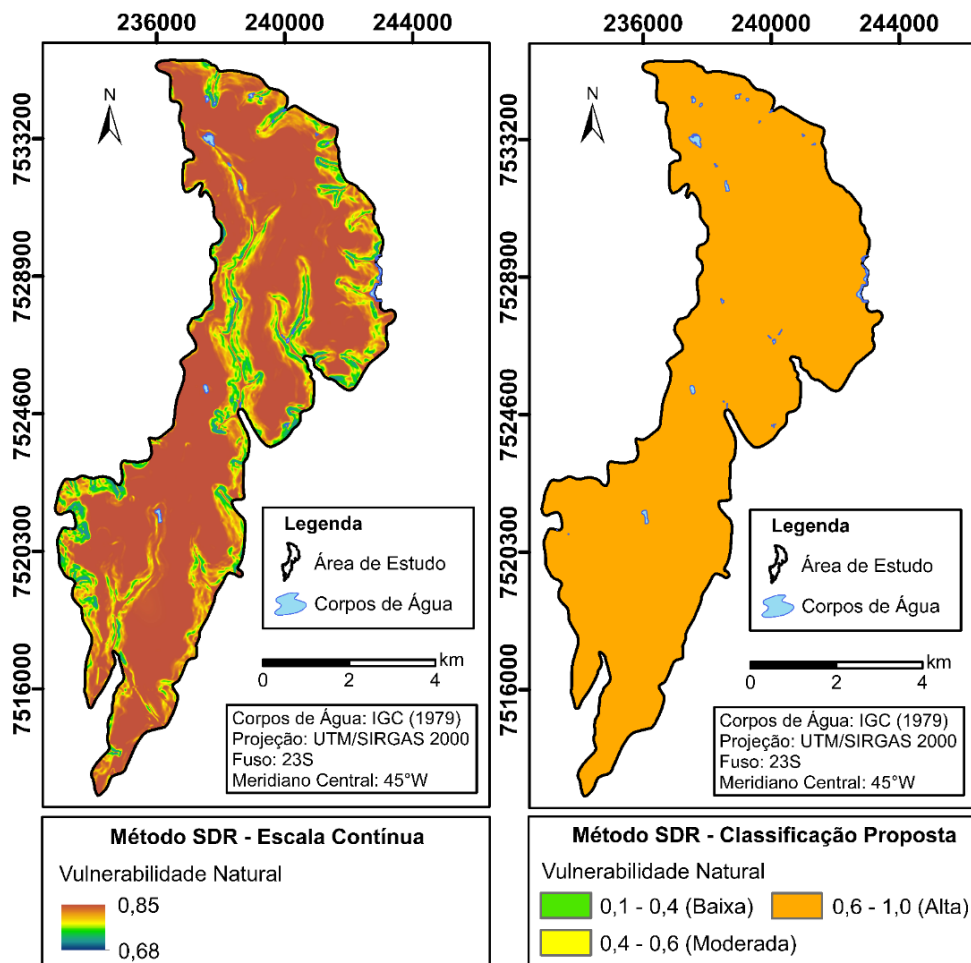 236000 240000 244000
N
7533200
7528900
7524600
7520300
7516000
Legenda
Área de Estudo
Corpos de Água
km
0 2 4
Corpos de Água: IGC (1979)
Projeção: UTM/SIRGAS 2000
Fuso: 23S
Meridiano Central: 45°W
Método SDR - Escala Contínua
Vulnerabilidade Natural
0,85
0,68
236000 240000 244000
N
7533200
7528900
7524600
7520300
7516000
Legenda
Área de Estudo
Corpos de Água
km
0 2 4
Corpos de Água: IGC (1979)
Projeção: UTM/SIRGAS 2000
Fuso: 23S
Meridiano Central: 45°W
Método SDR - Classificação Proposta
Vulnerabilidade Natural
0,1 - 0,4 (Baixa) 0,6 - 1,0 (Alta)
0,4 - 0,6 (Moderada)